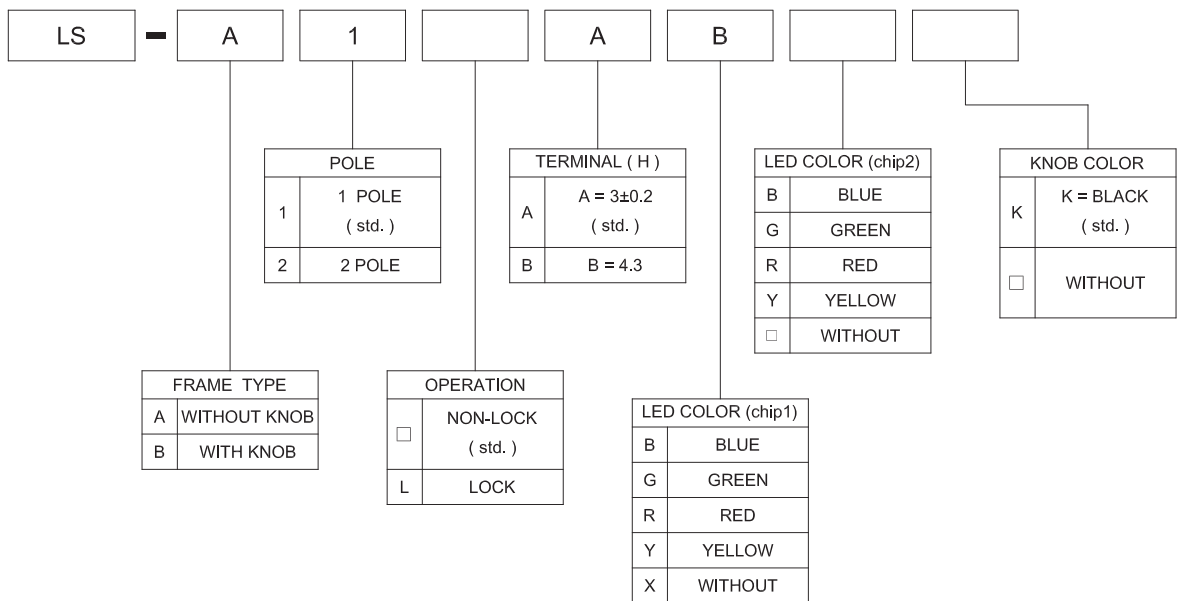 LS - A 1 A B
POLE
1 1 POLE
( std. )
2 2 POLE
TERMINAL ( H )
A A = 3±0.2
( std. )
B B = 4.3
LED COLOR (chip2)
B BLUE
G GREEN
R RED
Y YELLOW
□ WITHOUT
KNOB COLOR
K K = BLACK
( std. )
□ WITHOUT
FRAME TYPE
A WITHOUT KNOB
B WITH KNOB
OPERATION
□ NON-LOCK
( std. )
L LOCK
LED COLOR (chip1)
B BLUE
G GREEN
R RED
Y YELLOW
X WITHOUT